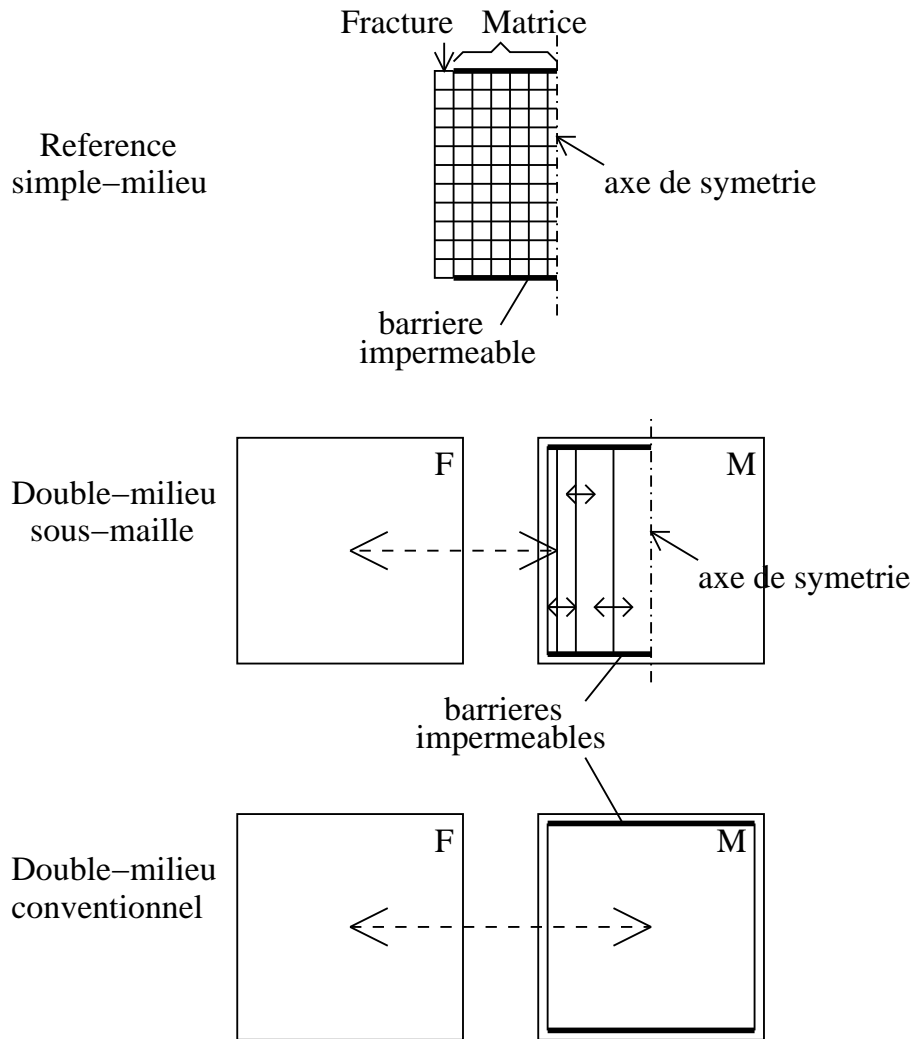 Fracture Matrice
Reference
simple−milieu
axe de symetrie
barriere
impermeable
Double−milieu
sous−maille
F
M
axe de symetrie
barrieres
impermeables
Double−milieu
conventionnel
F
M